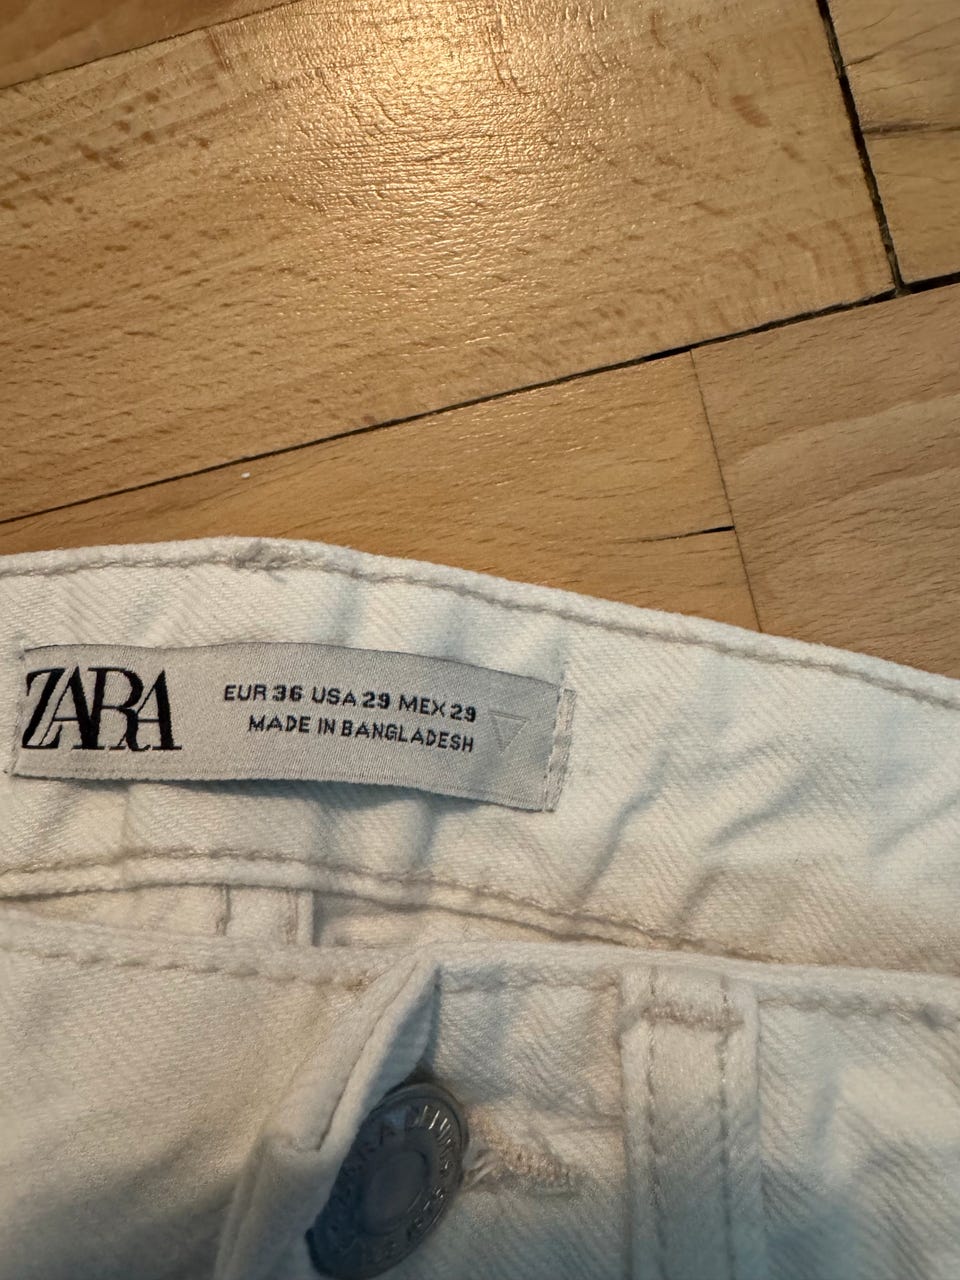 ZARA
EUR 36 USA 29 MEX 29
MADE IN BANGLADESH